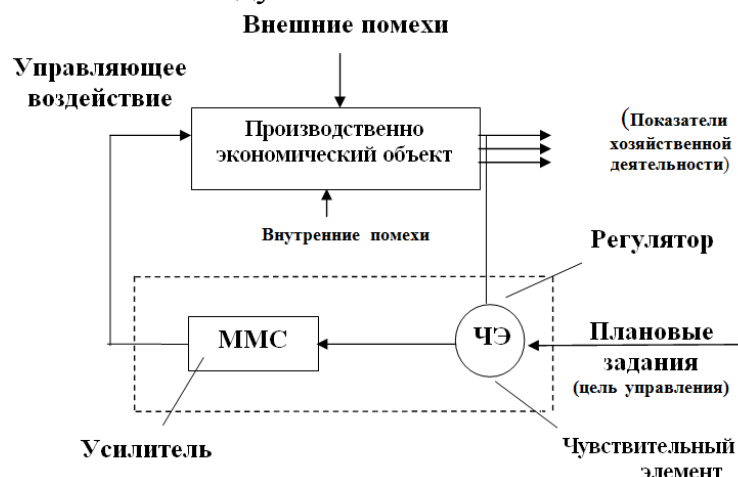 Внешние помехи
Управляющее
воздействие
Производственно
экономический объект
(Показатели
хозяйственной
деятельности)
Внутренние помехи
Регулятор
ММС
ЧЭ
Плановые
задания
(цель управления)
Усилитель
Чувствительный
элемент